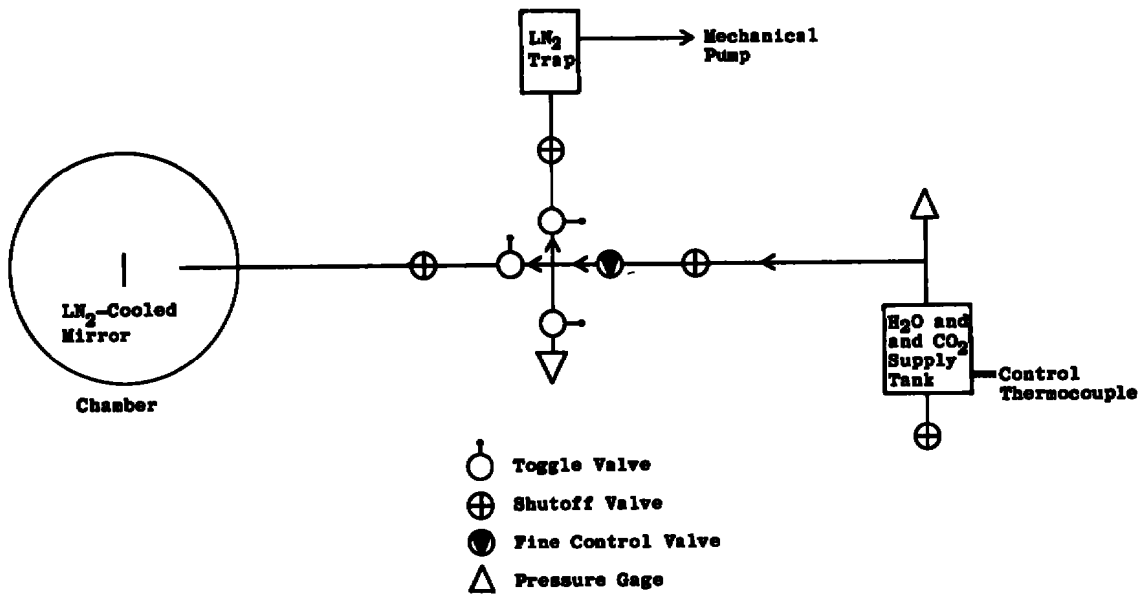 LN2
Trap
Mechanical
Pump
LN2-Cooled
Mirror
Chamber
H2O and
and CO2
Supply
Tank
Control
Thermocouple
Toggle Valve
Shutoff Valve
Fine Control Valve
Pressure Gage